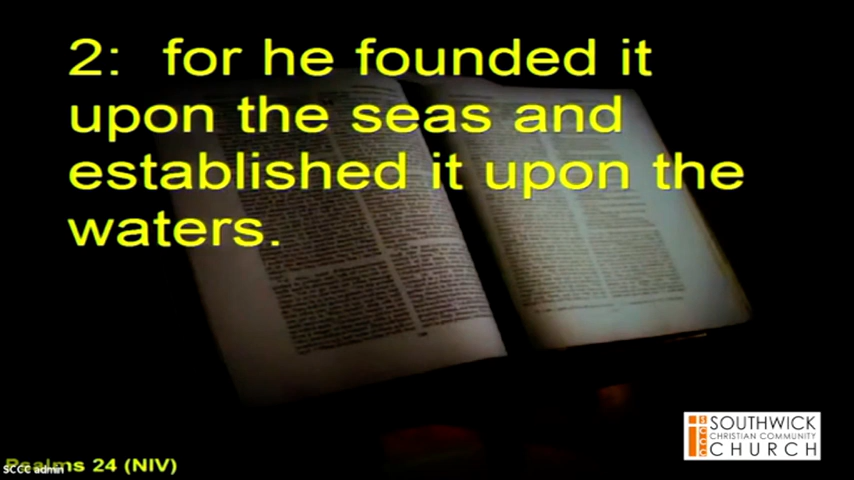 2: for he founded it
upon the seas and
established it upon the
waters.
SOUTHWICK
CHRISTIAN COMMUNITY
CHURCH
Psalms 24 (NIV)
SCCC admin